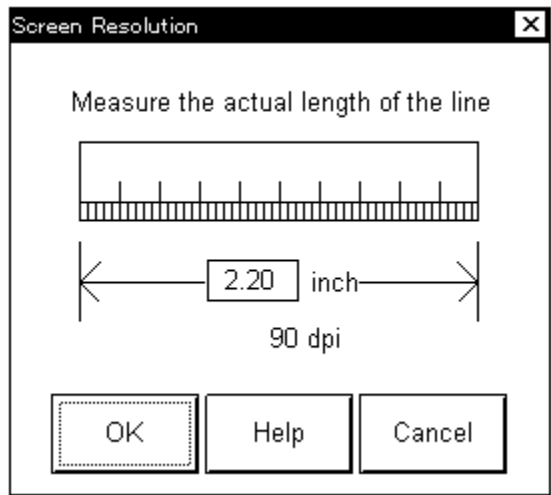 Screen Resolution
Measure the actual length of the line
2.20 inch
90 dpi
OK Help Cancel